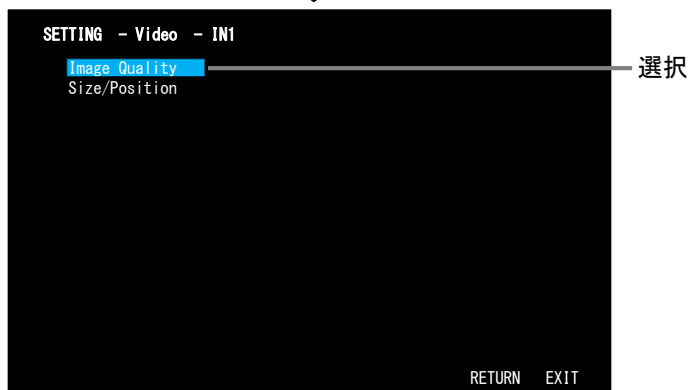 SETTING - Video - IN1
Image Quality
選択
Size/Position
RETURN EXIT